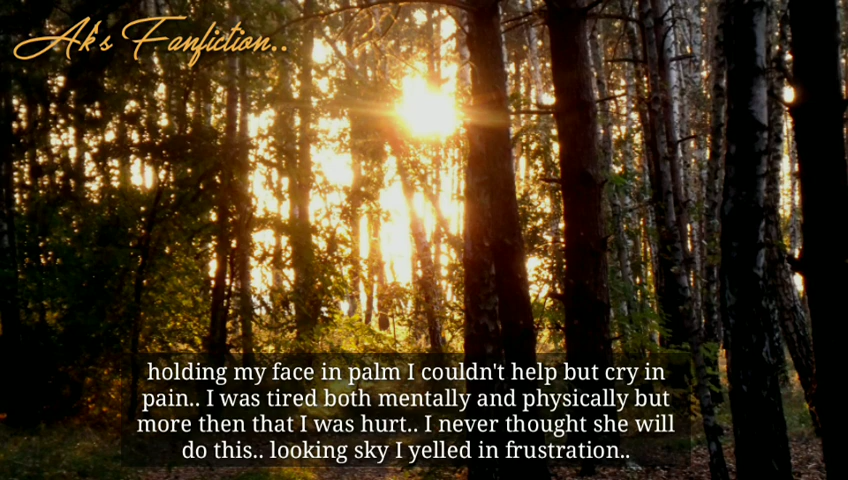 Ak's Fanfiction..
holding my face in palm I couldn't help but cry in
pain.. I was tired both mentally and physically but
more then that I was hurt.. I never thought she will
do this.. looking sky I yelled in frustration..